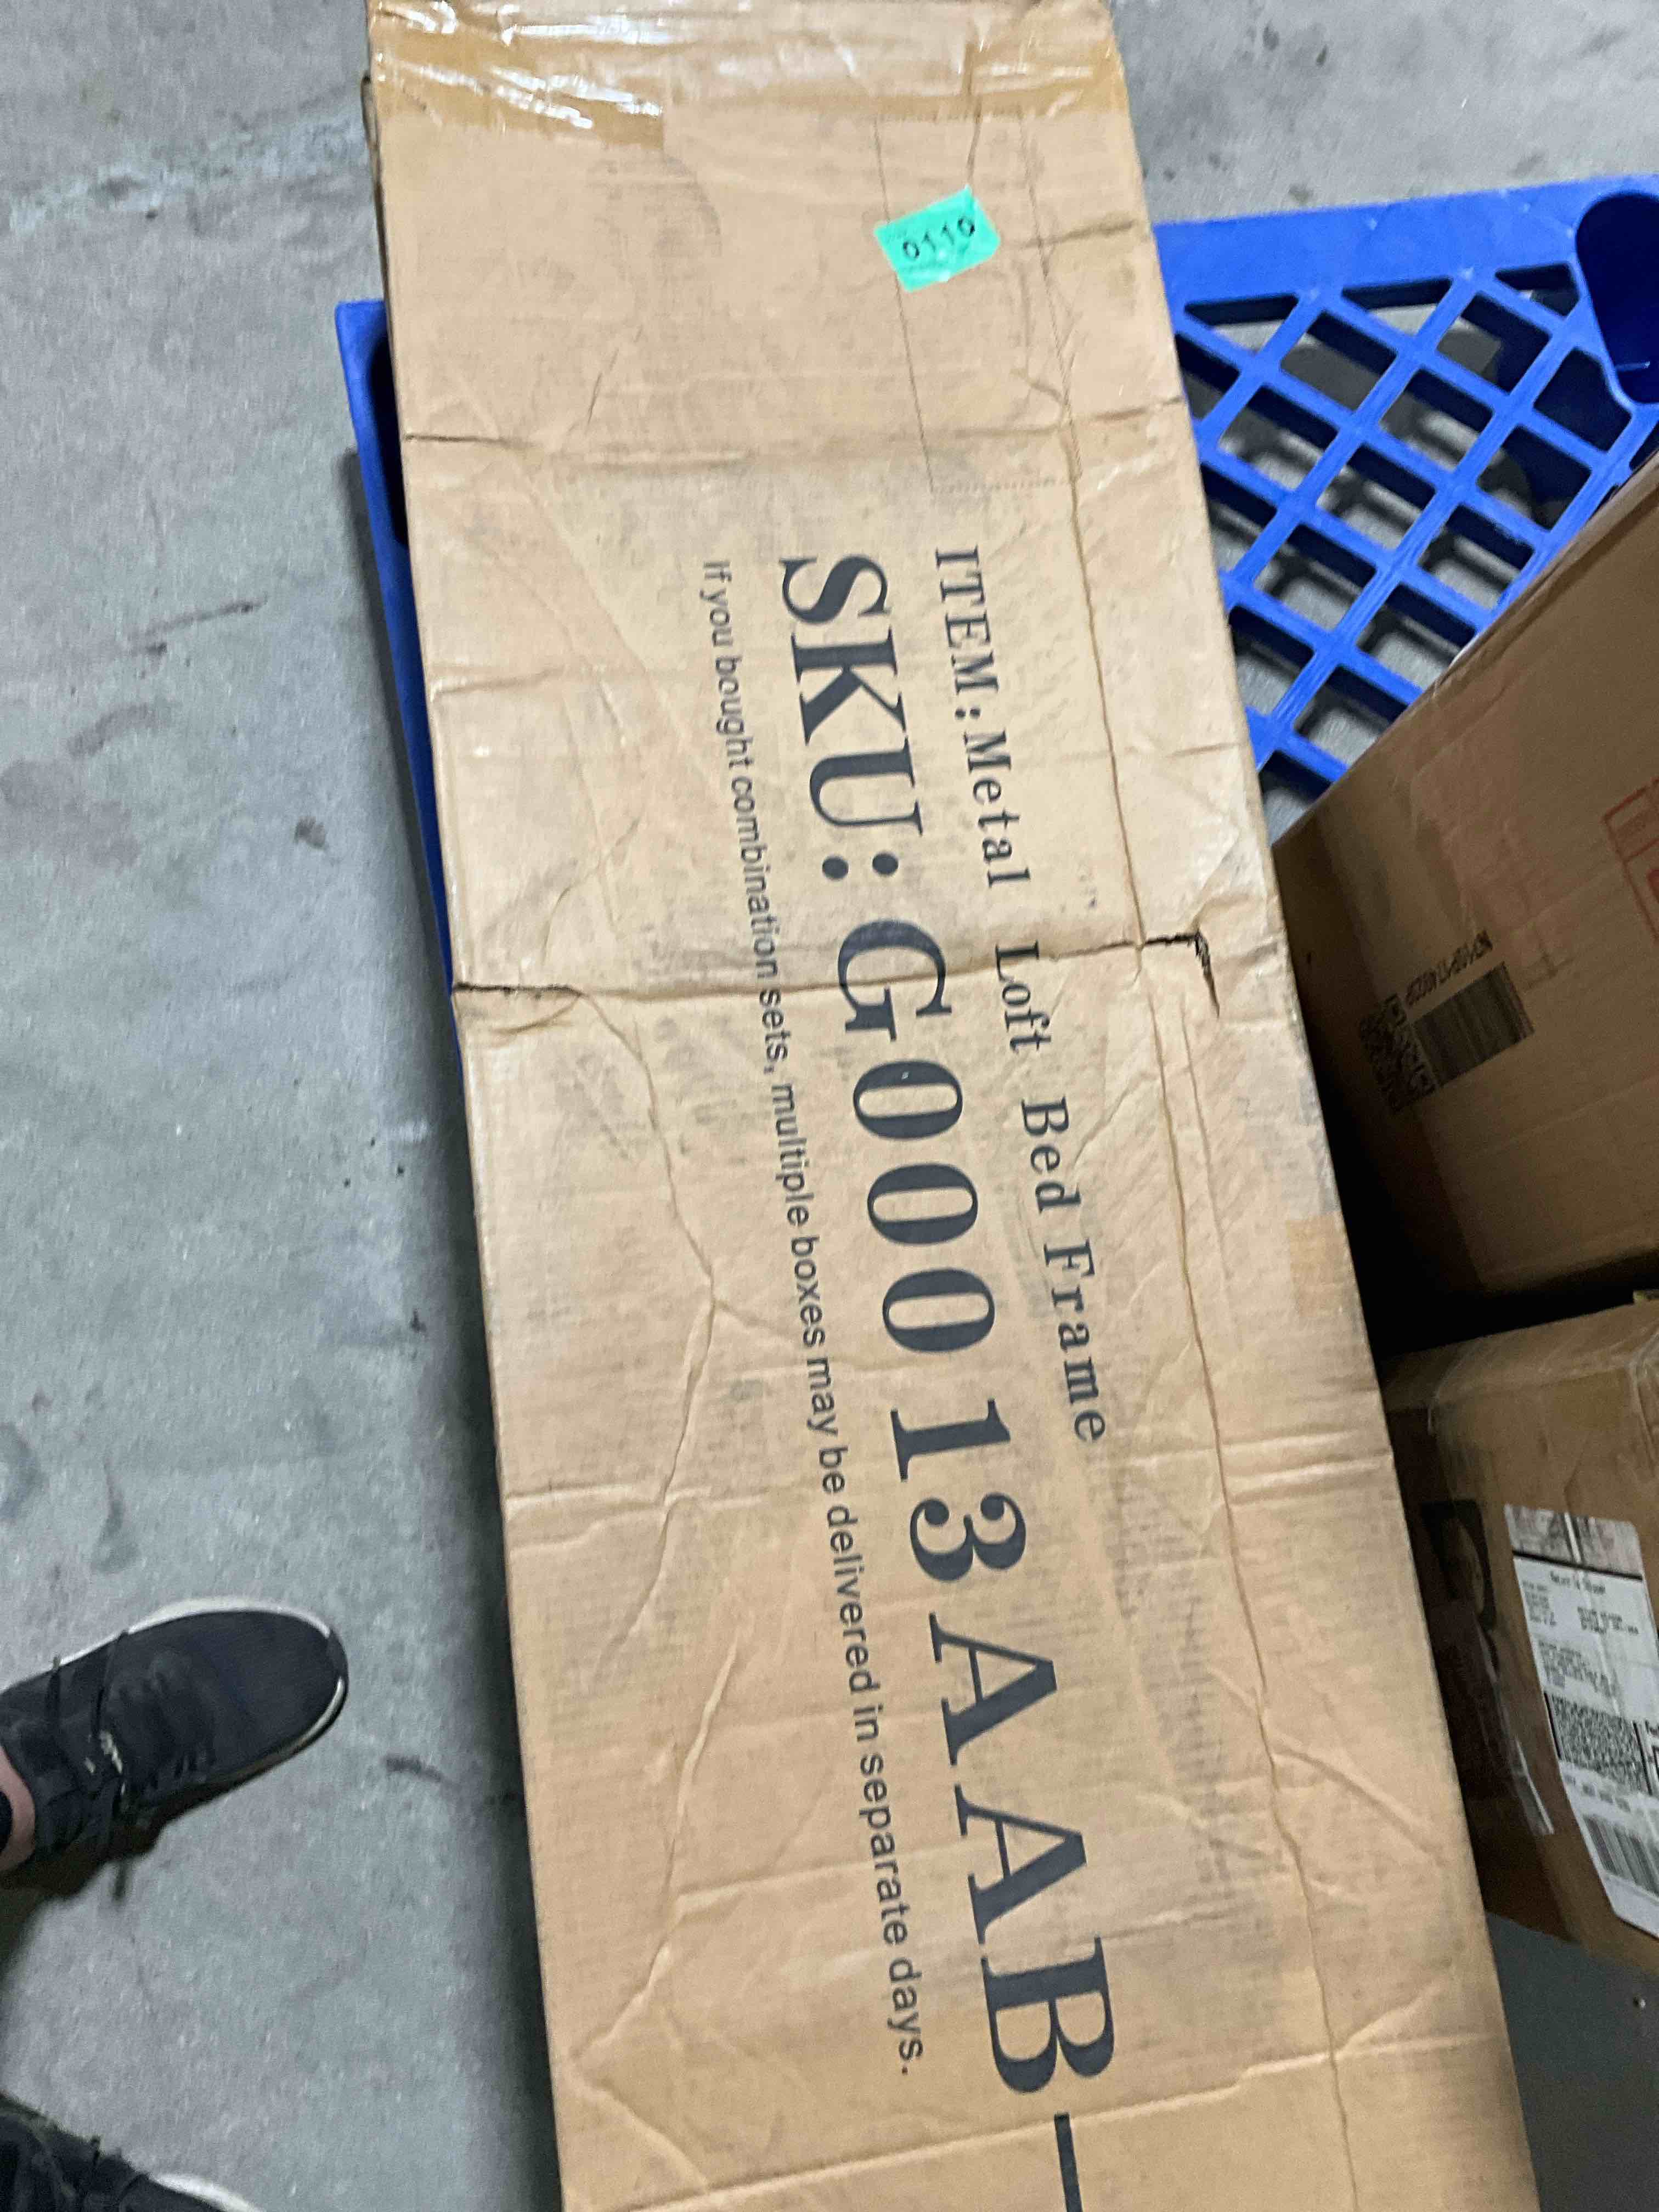 0110
ITEM:Metal Loft Bed Frame
SKU:G00013AAB—
If you bought combination sets, multiple boxes may be delivered in separate days.